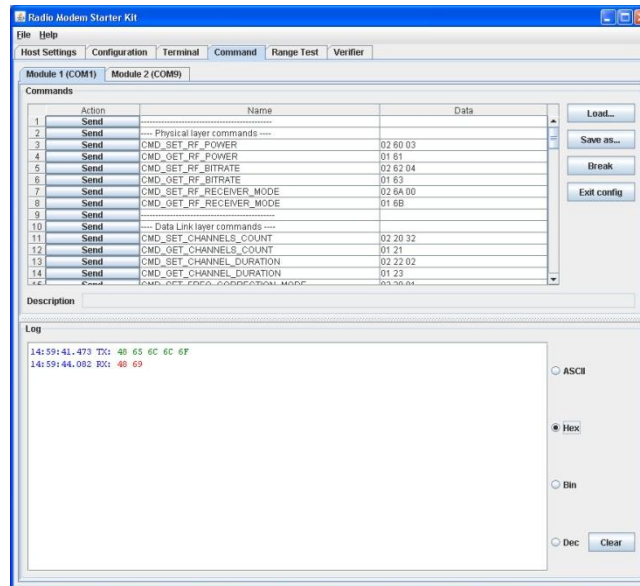 Radio Modem Starter Kit
File Help
Host Settings Configuration Terminal Command Range Test Verifier
Module 1 (COM1) Module 2 (COM9)
Commands
Action Name Data
1 Send --------------------------------------------
2 Send ---- Physical layer commands ----
3 Send CMD_SET_RF_POWER 02 60 03
4 Send CMD_GET_RF_POWER 01 61
5 Send CMD_SET_RF_BITRATE 02 62 04
6 Send CMD_GET_RF_BITRATE 01 63
7 Send CMD_SET_RF_RECEIVER_MODE 02 6A 00
8 Send CMD_GET_RF_RECEIVER_MODE 01 6B
9 Send --------------------------------------------
10 Send ---- Data Link layer commands ----
11 Send CMD_SET_CHANNELS_COUNT 02 20 32
12 Send CMD_GET_CHANNELS_COUNT 01 21
13 Send CMD_SET_CHANNEL_DURATION 02 22 02
14 Send CMD_GET_CHANNEL_DURATION 01 23
Load...
Save as...
Break
Exit config
Description
Log
14:59:41.473 TX: 48 65 6C 6C 6F
14:59:44.082 RX: 48 69
ASCII
Hex
Bin
Dec Clear